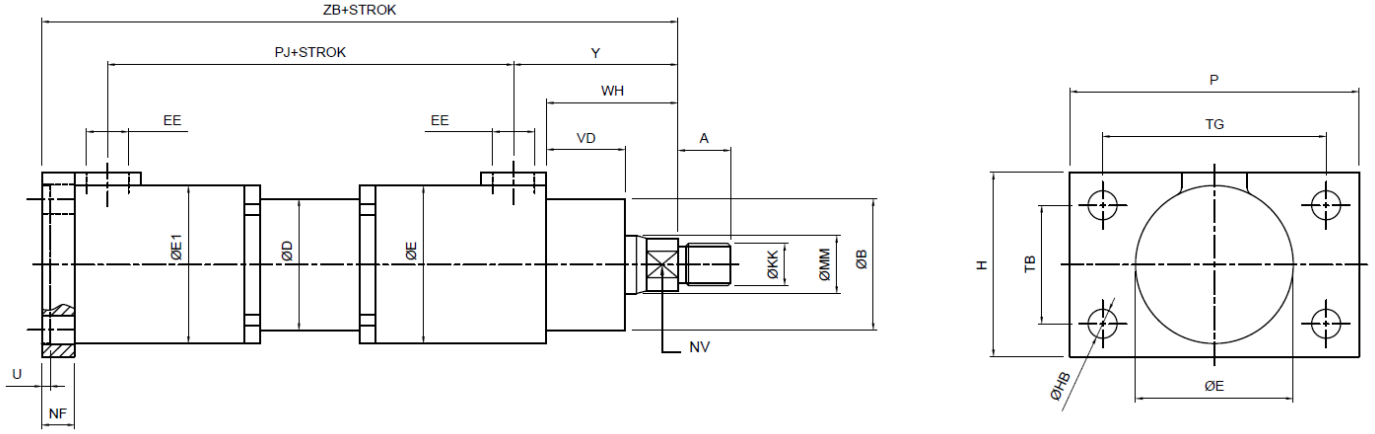 ZB+STROK
PJ+STROK
Y
WH
EE
EE
VD
A
ØE1
ØD
ØE
ØKK
ØMM
ØB
NV
U
NF
P
TG
H
TB
ØHB
ØE